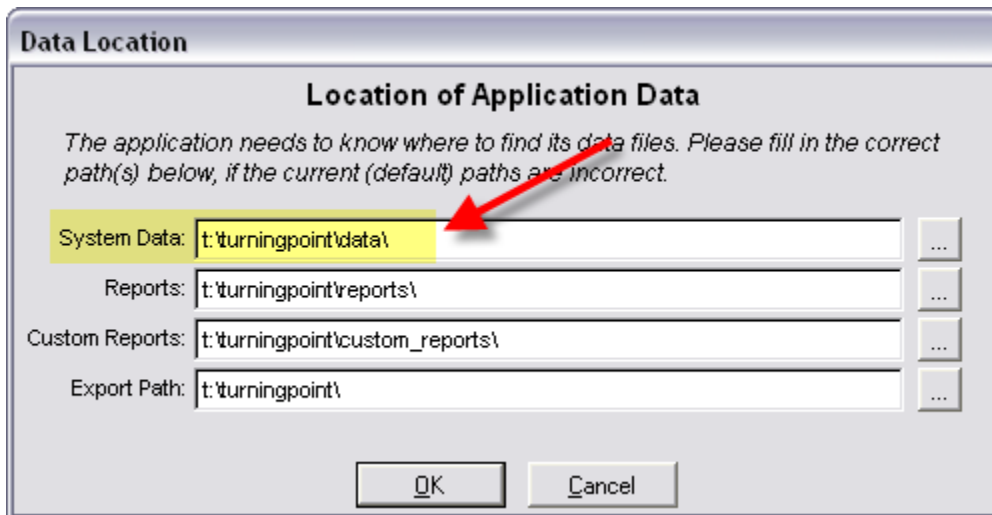 Data Location
Location of Application Data
The application needs to know where to find its data files. Please fill in the correct
path(s) below, if the current (default) paths are incorrect.
System Data: t:\turningpoint\data\ ...
Reports: t:\turningpoint\reports\ ...
Custom Reports: t:\turningpoint\custom_reports\ ...
Export Path: t:\turningpoint\ ...
OK Cancel